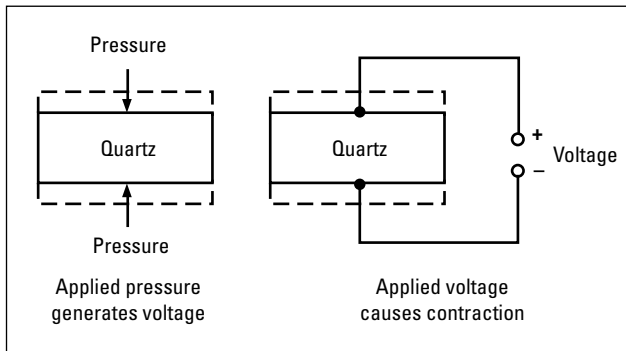 Pressure
Quartz
Pressure
Applied pressure
generates voltage
Quartz
+
– Voltage
Applied voltage
causes contraction